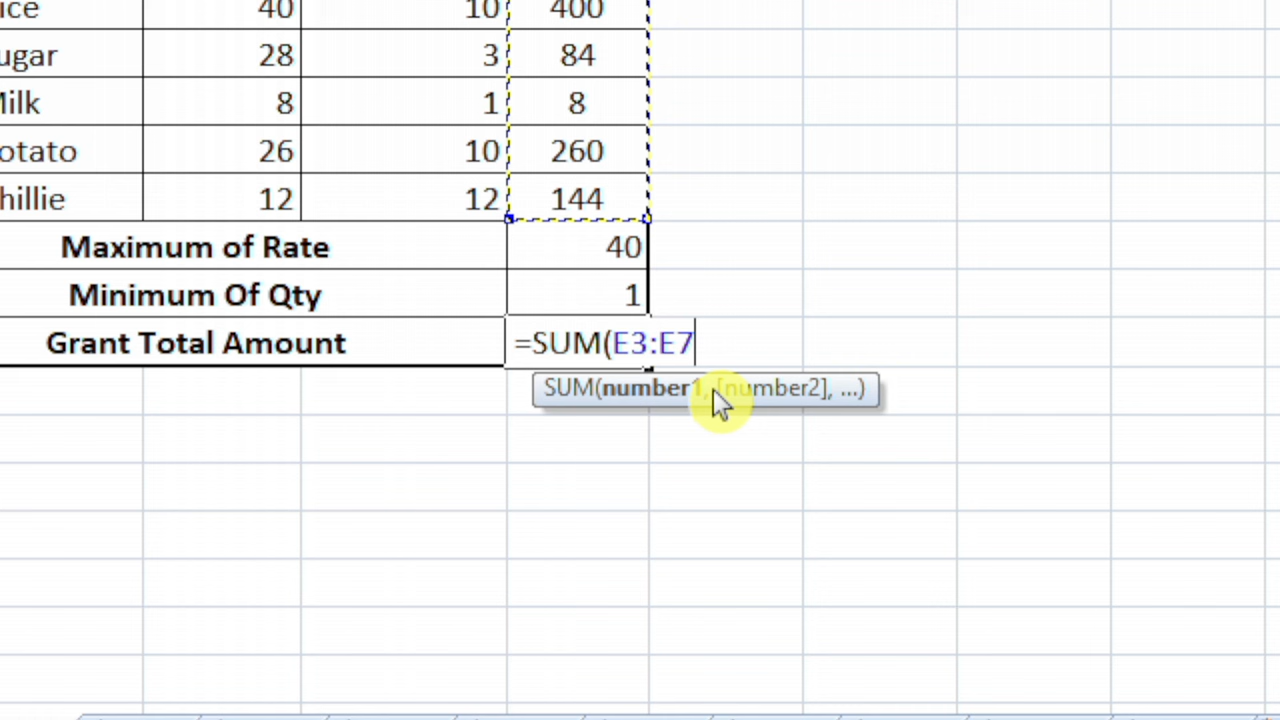 ice 40 10 400
ugar 28 3 84
Milk 8 1 8
otato 26 10 260
hillie 12 12 144
Maximum of Rate 40
Minimum Of Qty 1
Grant Total Amount =SUM(E3:E7
SUM(number1, [number2], ...)